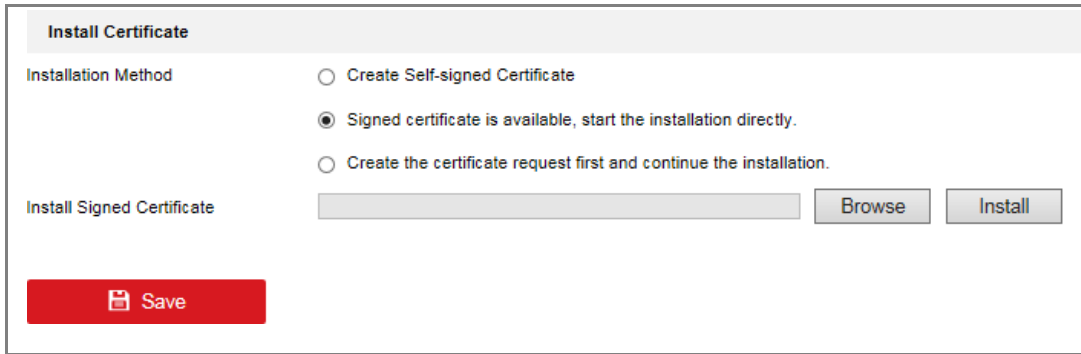 Install Certificate
Installation Method
Create Self-signed Certificate
Signed certificate is available, start the installation directly.
Create the certificate request first and continue the installation.
Install Signed Certificate
Browse
Install
Save